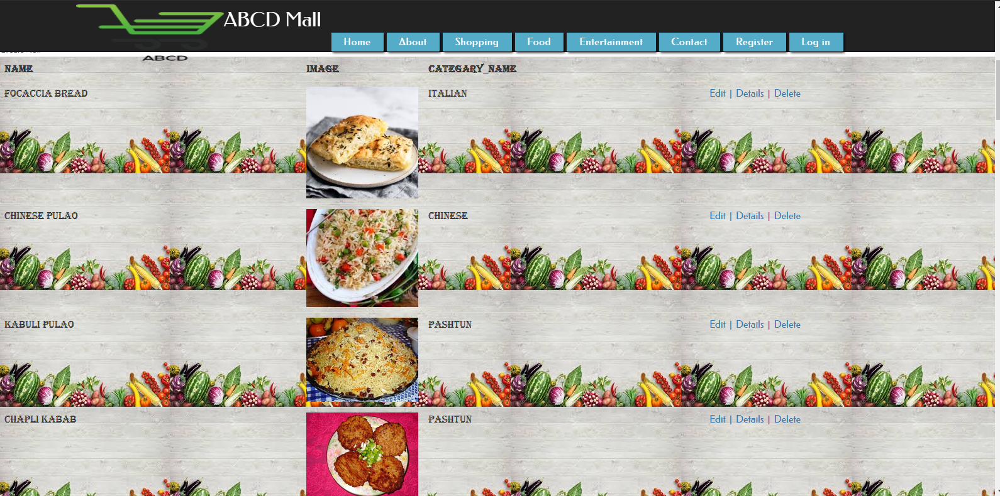 ABCD Mall
Home About Shopping Food Entertainment Contact Register Log in
ABCD
NAME IMAGE CATEGARY_NAME
FOCACCIA BREAD ITALIAN Edit | Details | Delete
CHINESE PULAO CHINESE Edit | Details | Delete
KABULI PULAO PASHTUN Edit | Details | Delete
CHAPLI KABAB PASHTUN Edit | Details | Delete